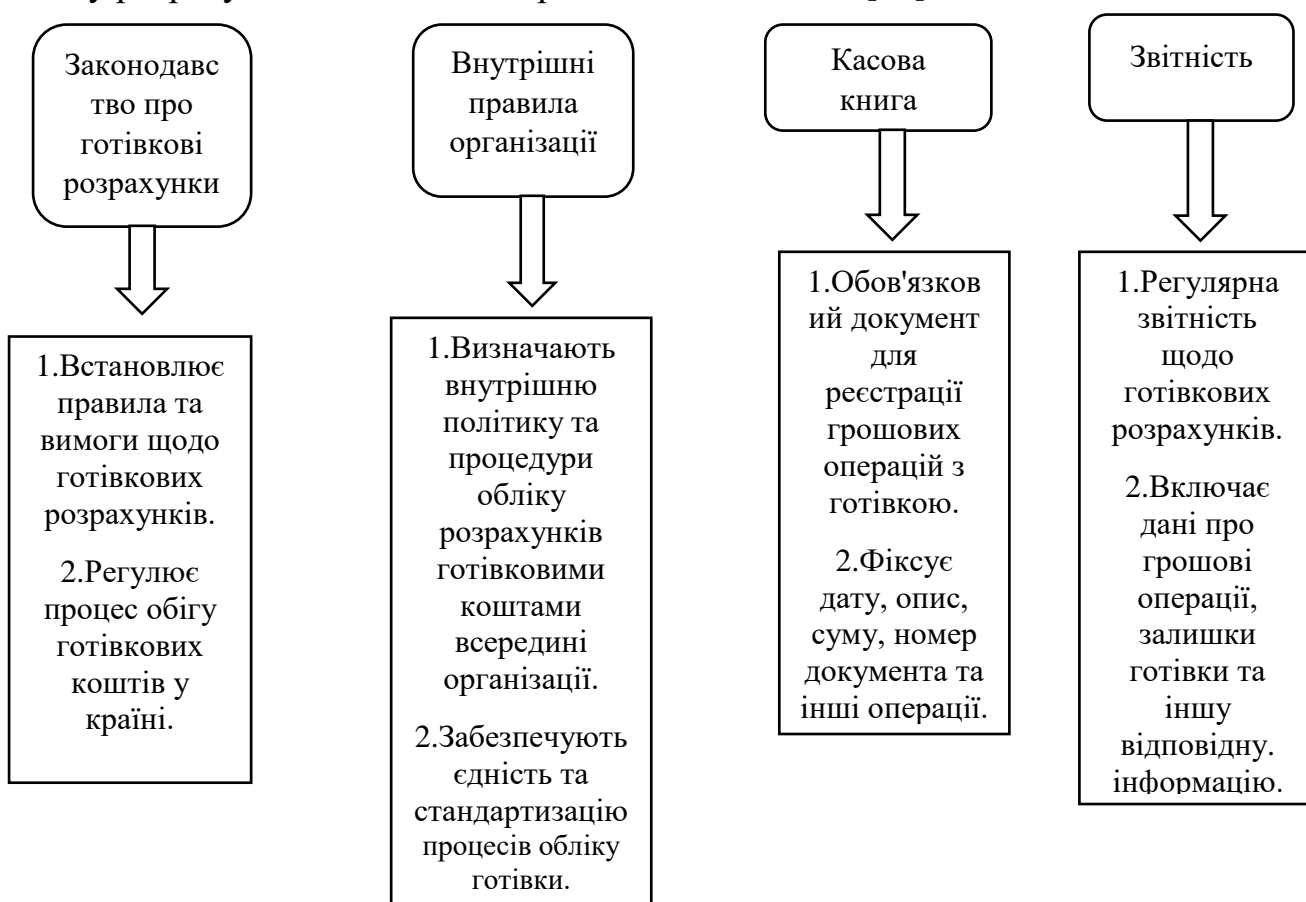 Законодавс
тво про
готівкові
розрахунки
1.Встановлює
правила та
вимоги щодо
готівкових
розрахунків.
2.Регулює
процес обігу
готівкових
коштів у
країні.
Внутрішні
правила
організації
1.Визначають
внутрішню
політику та
процедури
обліку
розрахунків
готівковими
коштами
всередині
організації.
2.Забезпечують
єдність та
стандартизацію
процесів обліку
готівки.
Касова
книга
1.Обов'язков
ий документ
для
реєстрації
грошових
операцій з
готівкою.
2.Фіксує
дату, опис,
суму, номер
документа та
інші операції.
Звітність
1.Регулярна
звітність
щодо
готівкових
розрахунків.
2.Включає
дані про
грошові
операції,
залишки
готівки та
іншу
відповідну.
інформацію.